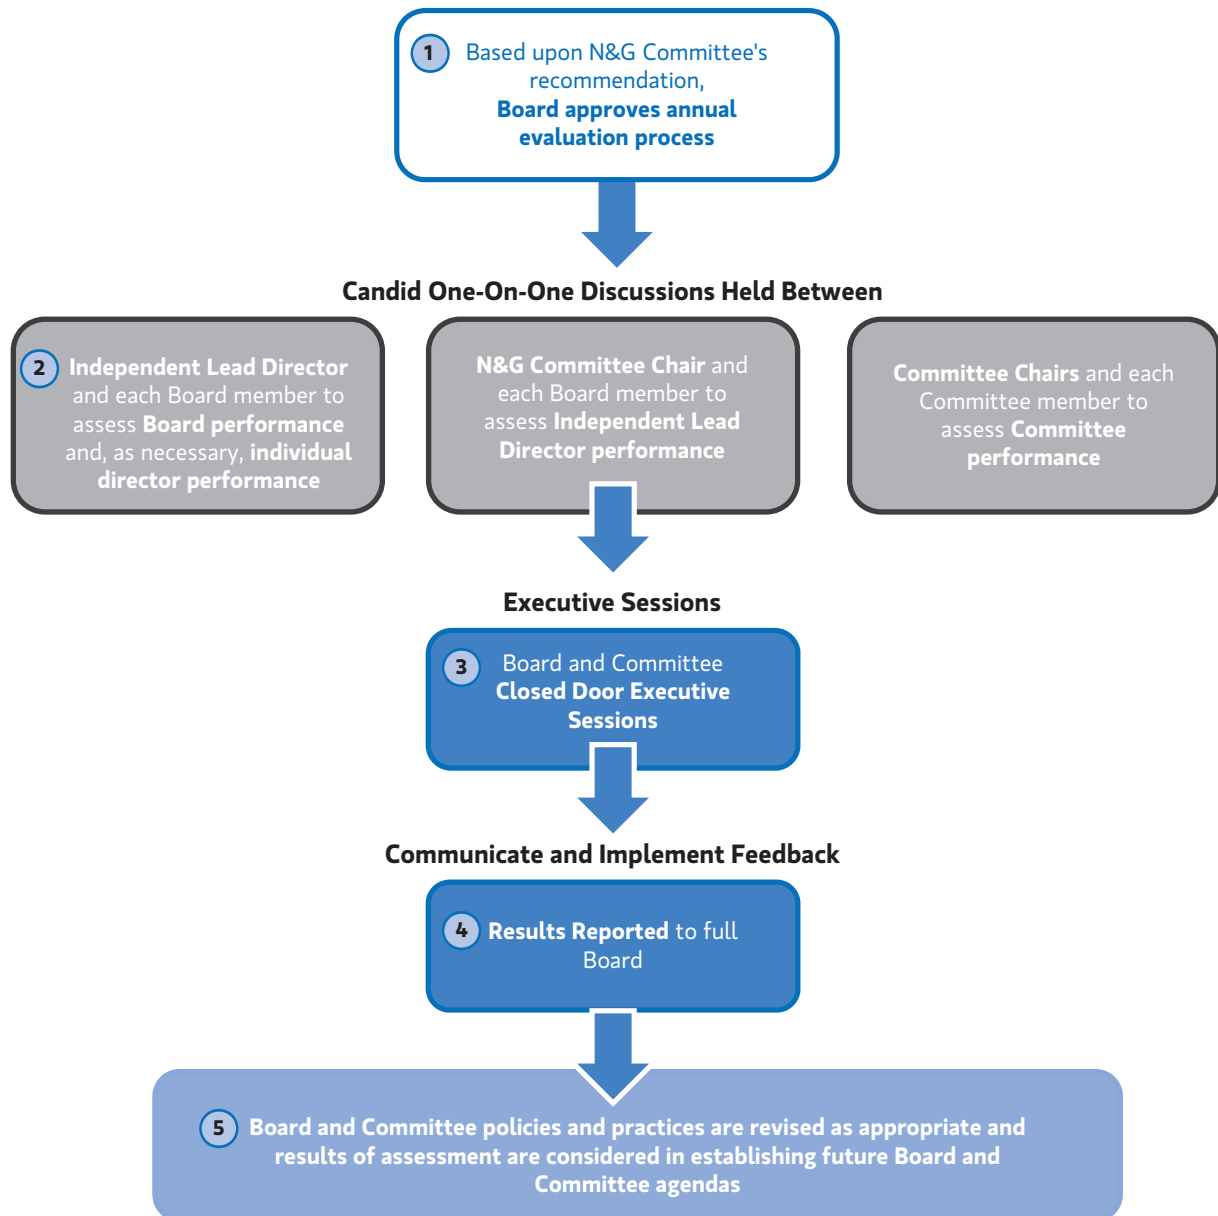 1 Based upon N&G Committee's
recommendation,
Board approves annual
evaluation process
Candid One-On-One Discussions Held Between
2 Independent Lead Director
and each Board member to
assess Board performance
and, as necessary, individual
director performance
N&G Committee Chair and
each Board member to
assess Independent Lead
Director performance
Committee Chairs and each
Committee member to
assess Committee
performance
Executive Sessions
3 Board and Committee
Closed Door Executive
Sessions
Communicate and Implement Feedback
4 Results Reported to full
Board
5 Board and Committee policies and practices are revised as appropriate and
results of assessment are considered in establishing future Board and
Committee agendas